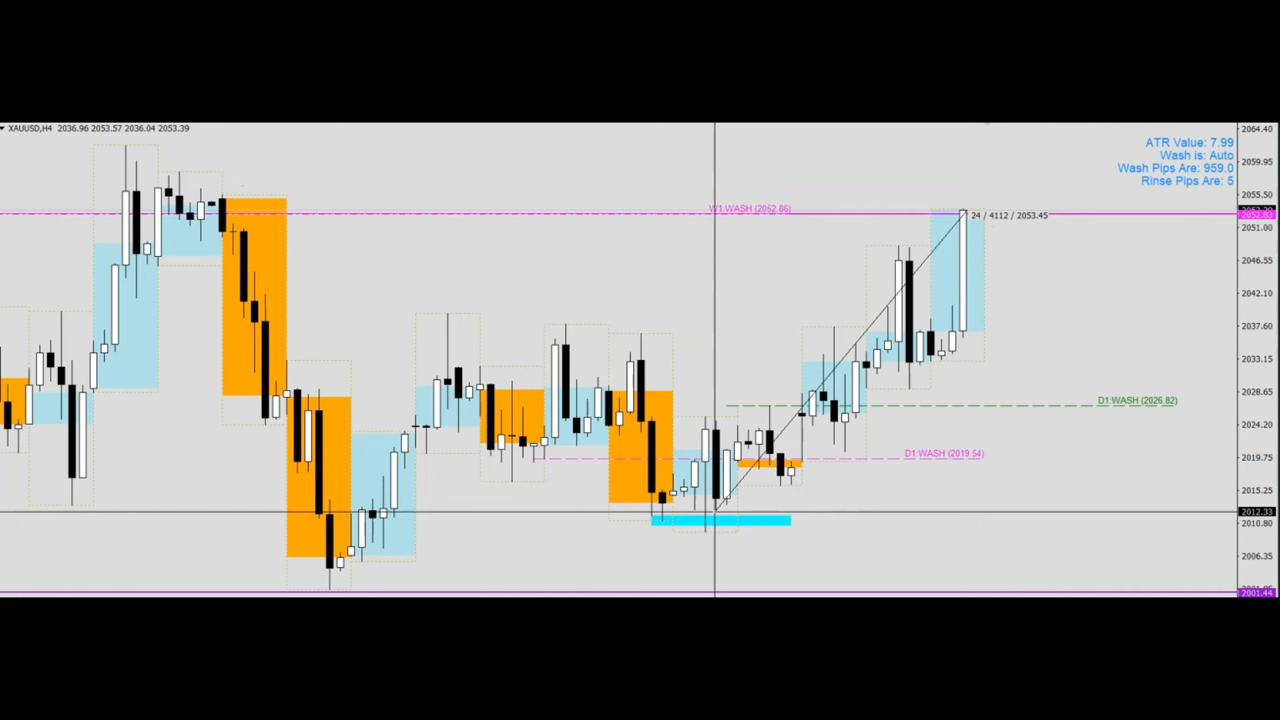 XAUUSD,H4 2036.96 2053.57 2036.04 2053.39
ATR Value: 7.99
Wash is: Auto
Wash Pips Are: 959.0
Rinse Pips Are: 5
W1:WASH (2052.86)
24 / 4112 / 2053.45
D1:WASH (2026.82)
D1:WASH (2019.54)
2064.40
2059.95
2055.50
2052.83
2051.00
2046.55
2042.10
2037.60
2033.15
2028.65
2024.20
2019.75
2015.25
2012.33
2010.80
2006.35
2001.44